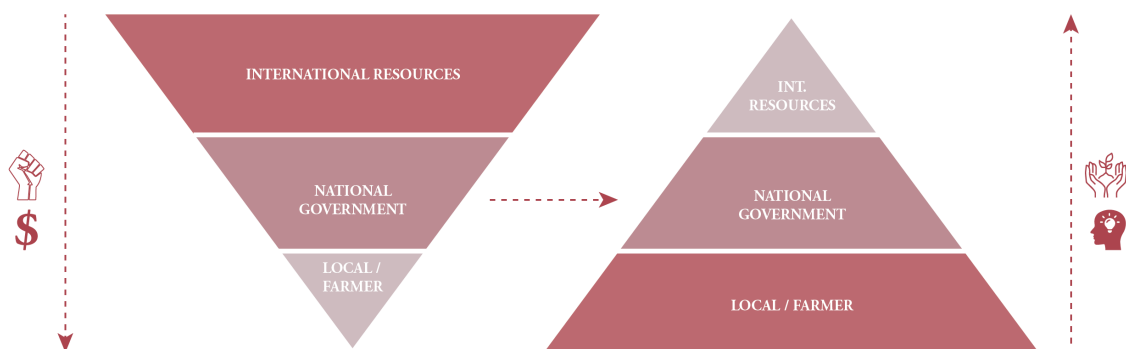 INTERNATIONAL RESOURCES
NATIONAL
GOVERNMENT
LOCAL /
FARMER
$
INT.
RESOURCES
NATIONAL
GOVERNMENT
LOCAL / FARMER